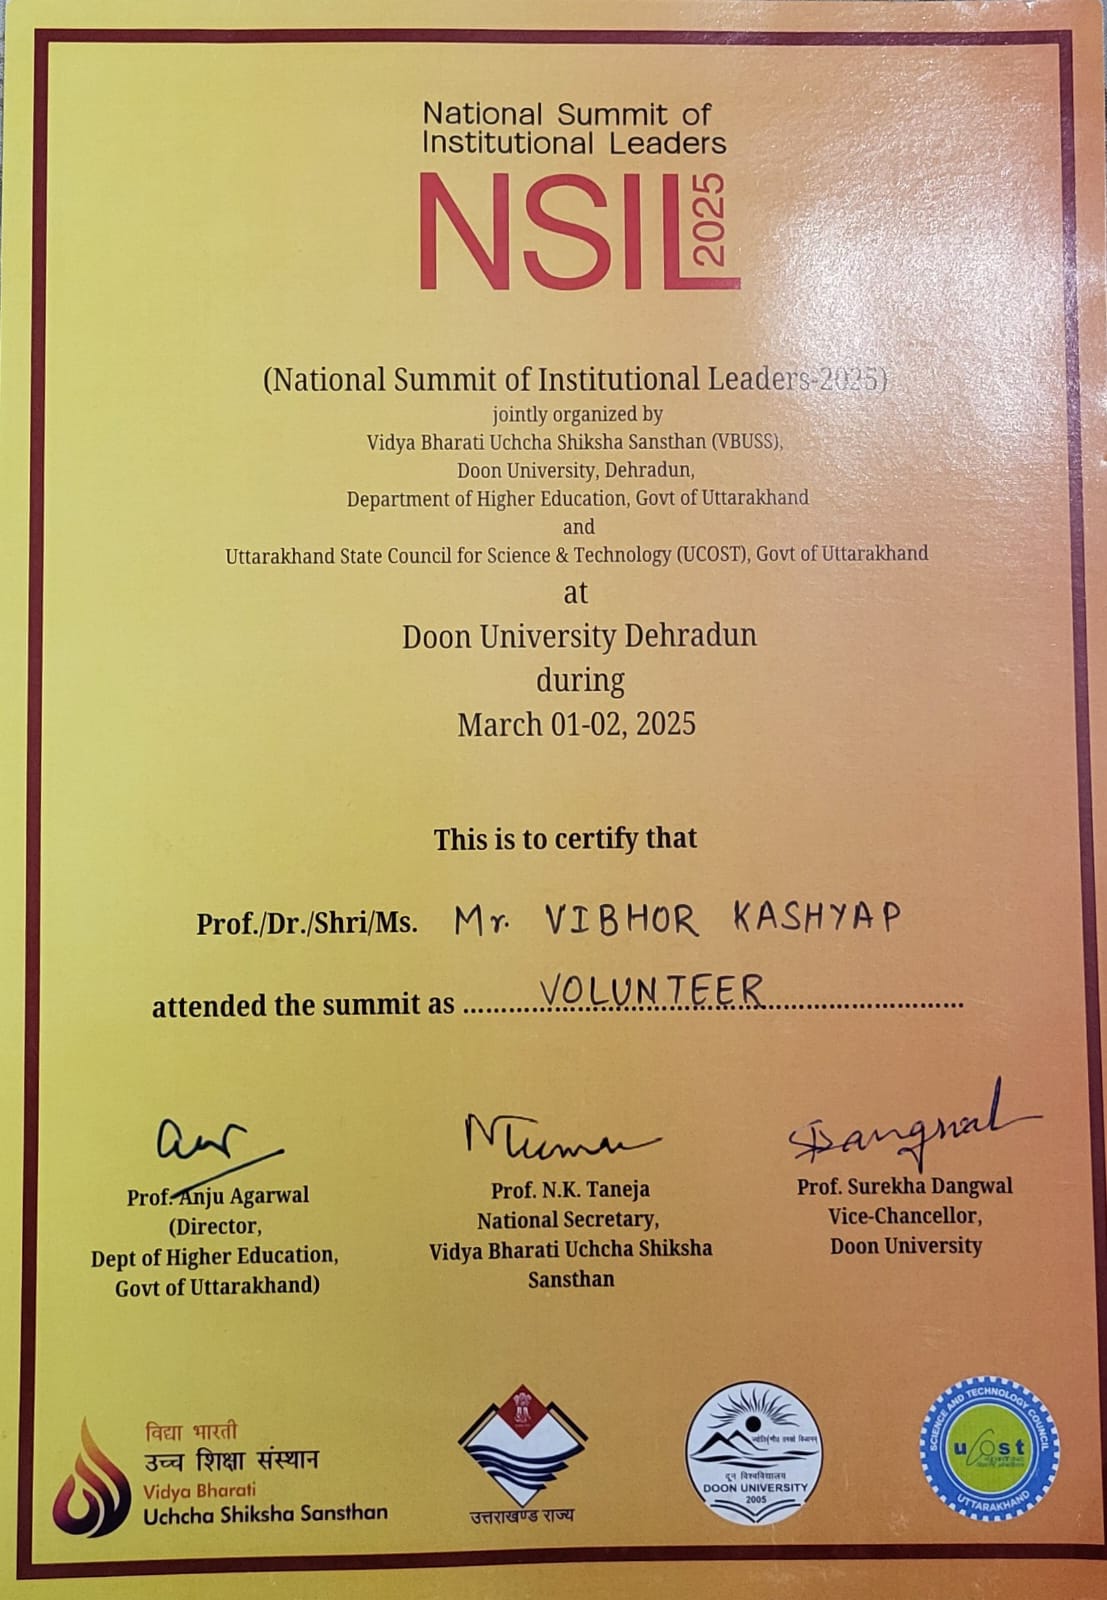 National Summit of
Institutional Leaders
NSIL 2025
(National Summit of Institutional Leaders-2025)
jointly organized by
Vidya Bharati Uchcha Shiksha Sansthan (VBUSS),
Doon University, Dehradun,
Department of Higher Education, Govt of Uttarakhand
and
Uttarakhand State Council for Science & Technology (UCOST), Govt of Uttarakhand
at
Doon University Dehradun
during
March 01-02, 2025
This is to certify that
Prof./Dr./Shri/Ms. Mr. VIBHOR KASHYAP
attended the summit as ......VOLUNTEER......
Prof. Anju Agarwal
(Director,
Dept of Higher Education,
Govt of Uttarakhand)
Prof. N.K. Taneja
National Secretary,
Vidya Bharati Uchcha Shiksha
Sansthan
Prof. Surekha Dangwal
Vice-Chancellor,
Doon University
विद्या भारती
उच्च शिक्षा संस्थान
Vidya Bharati
Uchcha Shiksha Sansthan
उत्तराखण्ड राज्य
दून विश्वविद्यालय
DOON UNIVERSITY
2005
SCIENCE AND TECHNOLOGY COUNCIL
ucost
UTTARAKHAND